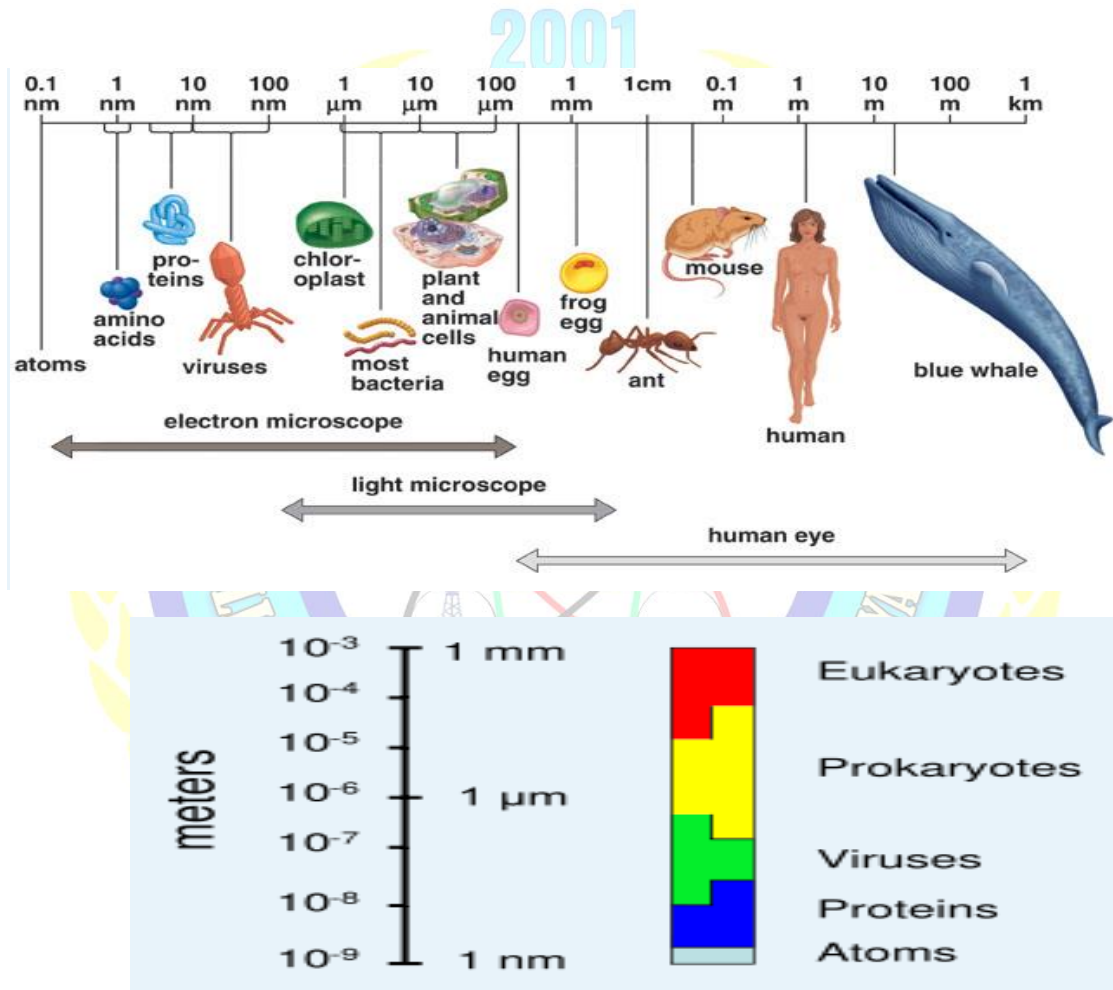 2001
0.1 nm
1 nm
10 nm
100 nm
1 μm
10 μm
100 μm
1 mm
1cm
0.1 m
1 m
10 m
100 m
1 km
atoms
amino
acids
pro-
teins
viruses
chlor-
oplast
most
bacteria
plant
and
animal
cells
human
egg
frog
egg
ant
mouse
human
blue whale
electron microscope
light microscope
human eye
meters
10⁻³ 1 mm
10⁻⁴
10⁻⁵
10⁻⁶ 1 μm
10⁻⁷
10⁻⁸
10⁻⁹ 1 nm
Eukaryotes
Prokaryotes
Viruses
Proteins
Atoms